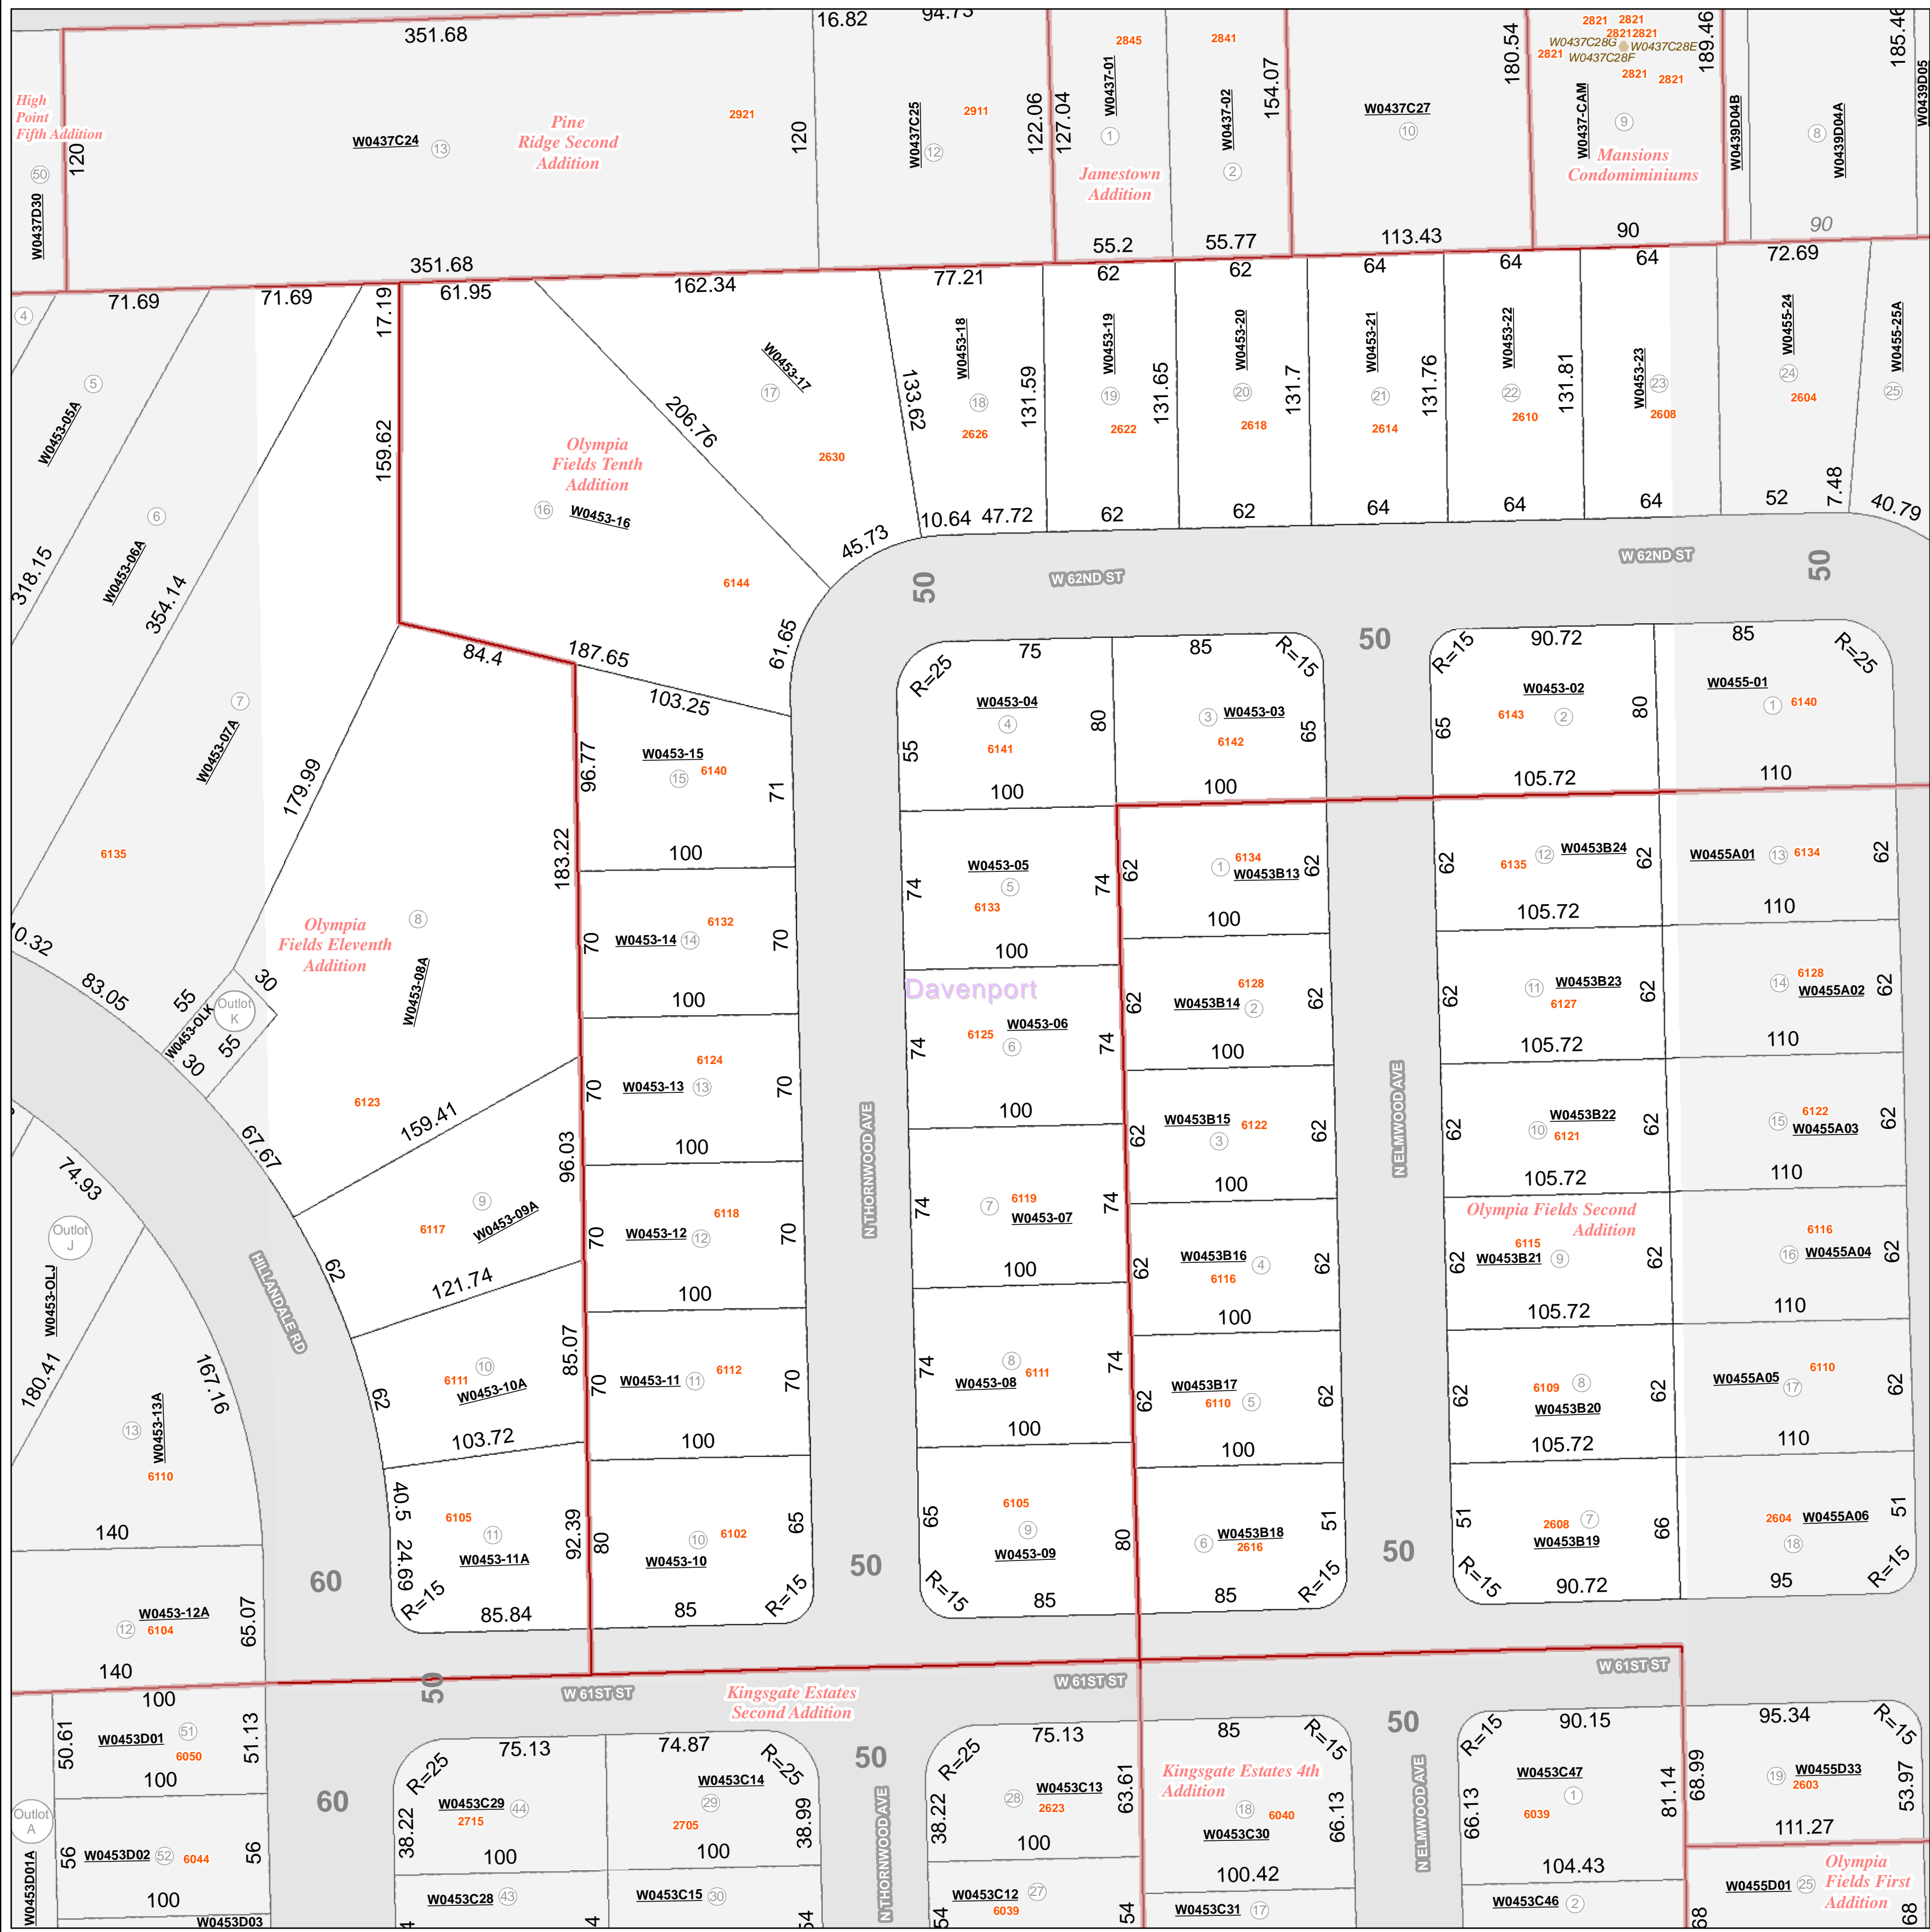 351.68
16.82
94.73
2845
2841
2821
2821
2821
2821
W0437C28G
W0437C28E
W0437C28F
2821
2821
2821
189.46
185.46
W0439D05
High
Point
Fifth Addition
120
50
W0437D30
W0437C24
13
Pine
Ridge Second
Addition
2921
120
W0437C25
12
2911
122.06
127.04
W0437-01
1
Jamestown
Addition
W0437-02
2
154.07
W0437C27
10
180.54
W0437-CAM
9
Mansions
Condomiminiums
W0439D04B
8
W0439D04A
351.68
55.2
55.77
113.43
90
90
71.69
71.69
17.19
61.95
162.34
77.21
62
62
64
64
64
72.69
4
5
W0453-05A
6
W0453-06A
318.15
354.14
7
W0453-07A
6135
159.62
Olympia
Fields Tenth
Addition
16
W0453-16
6144
206.76
W0453-17
17
2630
133.62
W0453-18
18
2626
131.59
W0453-19
19
2622
131.65
W0453-20
20
2618
131.7
W0453-21
21
2614
131.76
W0453-22
22
2610
131.81
W0453-23
23
2608
W0455-24
24
2604
W0455-25A
25
7.48
45.73
10.64
47.72
62
62
64
64
64
52
40.79
50
W 62ND ST
W 62ND ST
50
50
84.4
187.65
61.65
103.25
179.99
R=25
75
W0453-04
4
6141
55
80
100
85
R=15
3
W0453-03
6142
65
100
R=15
90.72
W0453-02
6143
2
65
80
105.72
85
R=25
W0455-01
1
6140
110
96.77
W0453-15
15
6140
71
100
183.22
Olympia
Fields Eleventh
Addition
8
W0453-08A
6123
10.32
83.05
55
30
Outlot
K
W0453-OLK
30
55
70
W0453-14
14
6132
70
100
70
W0453-13
13
6124
70
100
74
W0453-05
5
6133
74
100
Davenport
74
W0453-06
6125
6
74
100
62
1
6134
W0453B13
62
100
62
6128
W0453B14
2
62
100
62
6135
12
W0453B24
62
105.72
62
11
W0453B23
6127
62
105.72
W0455A01
13
6134
62
110
14
6128
W0455A02
62
110
159.41
67.67
96.03
N THORNWOOD AVE
N ELMWOOD AVE
62
W0453B15
6122
3
62
100
62
W0453B22
10
6121
62
105.72
15
6122
W0455A03
62
110
74.93
Outlot
J
W0453-OLJ
180.41
HILLANDALE RD
62
9
6117
W0453-09A
121.74
70
W0453-12
12
6118
70
100
74
7
6119
W0453-07
74
100
62
W0453B16
4
6116
62
100
Olympia Fields Second
Addition
62
6115
W0453B21
9
62
105.72
6116
16
W0455A04
62
110
167.16
13
W0453-13A
6110
140
62
10
6111
W0453-10A
85.07
103.72
70
W0453-11
11
6112
70
100
74
8
6111
W0453-08
74
100
62
W0453B17
6110
5
62
100
62
6109
8
W0453B20
62
105.72
W0455A05
6110
17
62
110
60
40.5
24.69
R=15
6105
11
W0453-11A
92.39
85.84
80
10
6102
W0453-10
65
85
R=15
50
65
6105
9
W0453-09
80
R=15
85
6
W0453B18
2616
51
85
R=15
50
51
2608
7
W0453B19
66
R=15
90.72
2604
W0455A06
18
51
95
R=15
12
W0453-12A
6104
65.07
140
50
W 61ST ST
Kingsgate Estates
Second Addition
W 61ST ST
W 61ST ST
100
50.61
W0453D01
51
6050
51.13
100
Outlot
A
W0453D01A
56
W0453D02
52
6044
56
100
W0453D03
60
R=25
75.13
W0453C29
44
2715
38.22
100
W0453C28
43
74.87
R=25
W0453C14
29
2705
38.99
100
W0453C15
30
50
N THORNWOOD AVE
R=25
75.13
28
W0453C13
2623
38.22
63.61
100
W0453C12
27
6039
54
54
54
85
R=15
Kingsgate Estates 4th
Addition
18
6040
W0453C30
66.13
100.42
W0453C31
17
50
N ELMWOOD AVE
R=15
90.15
W0453C47
1
6039
66.13
81.14
104.43
W0453C46
2
95.34
R=15
68.99
19
W0455D33
2603
53.97
111.27
Olympia
Fields First
Addition
W0455D01
25
68
68